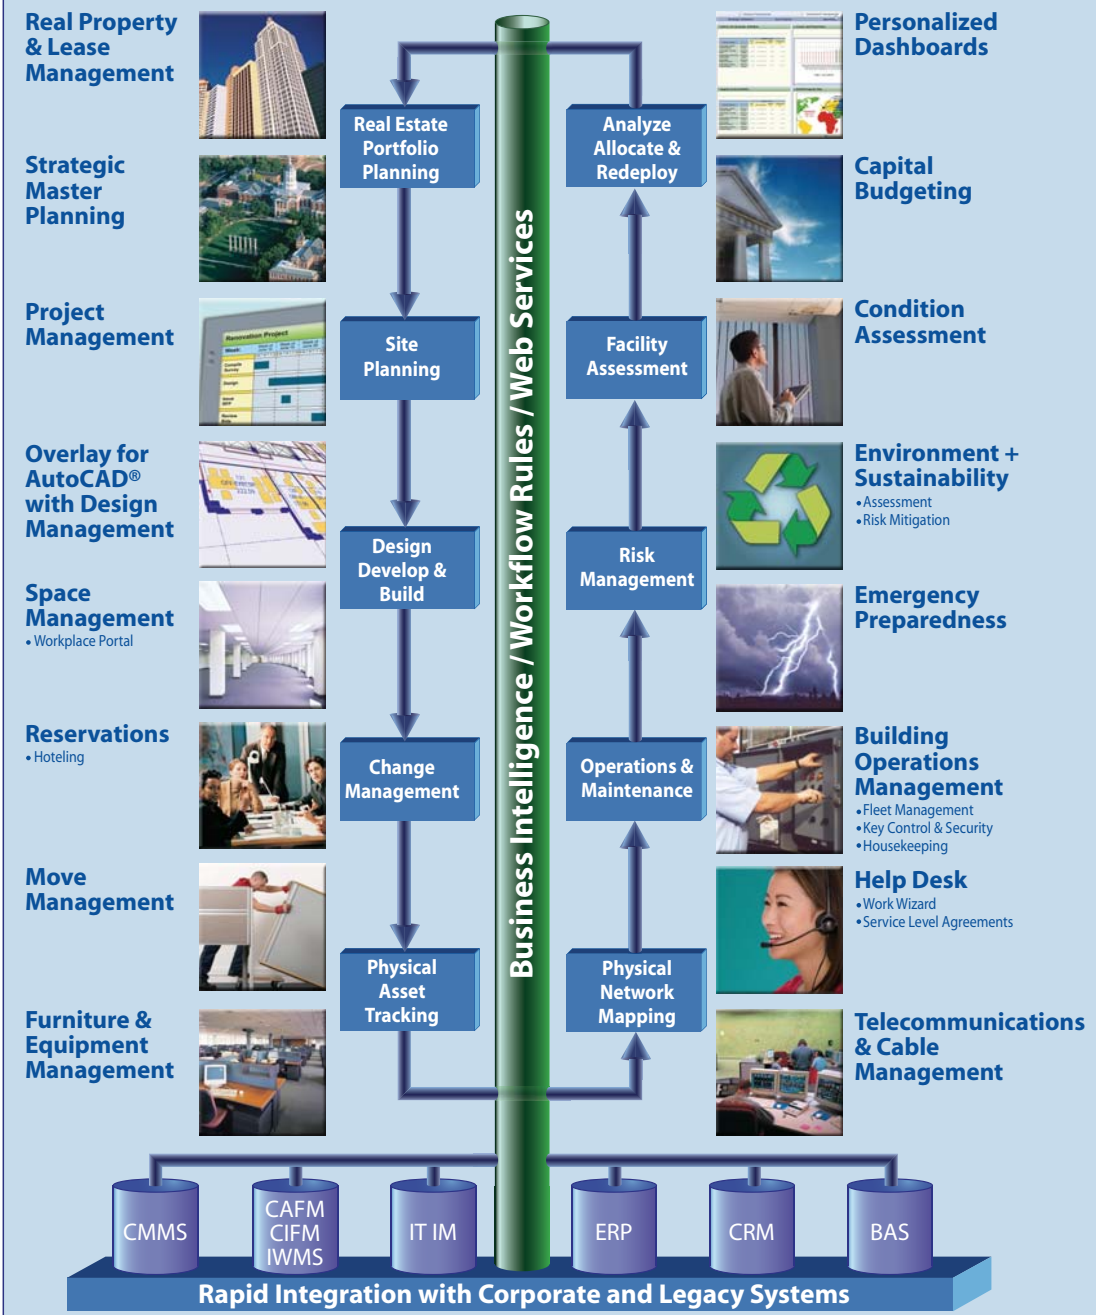 Real Property
& Lease
Management
Strategic
Master
Planning
Project
Management
Renovation Project
Week:
Design
Overlay for
AutoCAD®
with Design
Management
Space
Management
• Workplace Portal
Reservations
• Hoteling
Move
Management
Furniture &
Equipment
Management
Real Estate
Portfolio
Planning
Site
Planning
Design
Develop &
Build
Change
Management
Physical
Asset
Tracking
Business Intelligence / Workflow Rules / Web Services
Analyze
Allocate &
Redeploy
Facility
Assessment
Risk
Management
Operations &
Maintenance
Physical
Network
Mapping
Personalized
Dashboards
Capital
Budgeting
Condition
Assessment
Environment +
Sustainability
• Assessment
• Risk Mitigation
Emergency
Preparedness
Building
Operations
Management
• Fleet Management
• Key Control & Security
• Housekeeping
Help Desk
• Work Wizard
• Service Level Agreements
Telecommunications
& Cable
Management
CMMS
CAFM
CIFM
IWMS
IT IM
ERP
CRM
BAS
Rapid Integration with Corporate and Legacy Systems